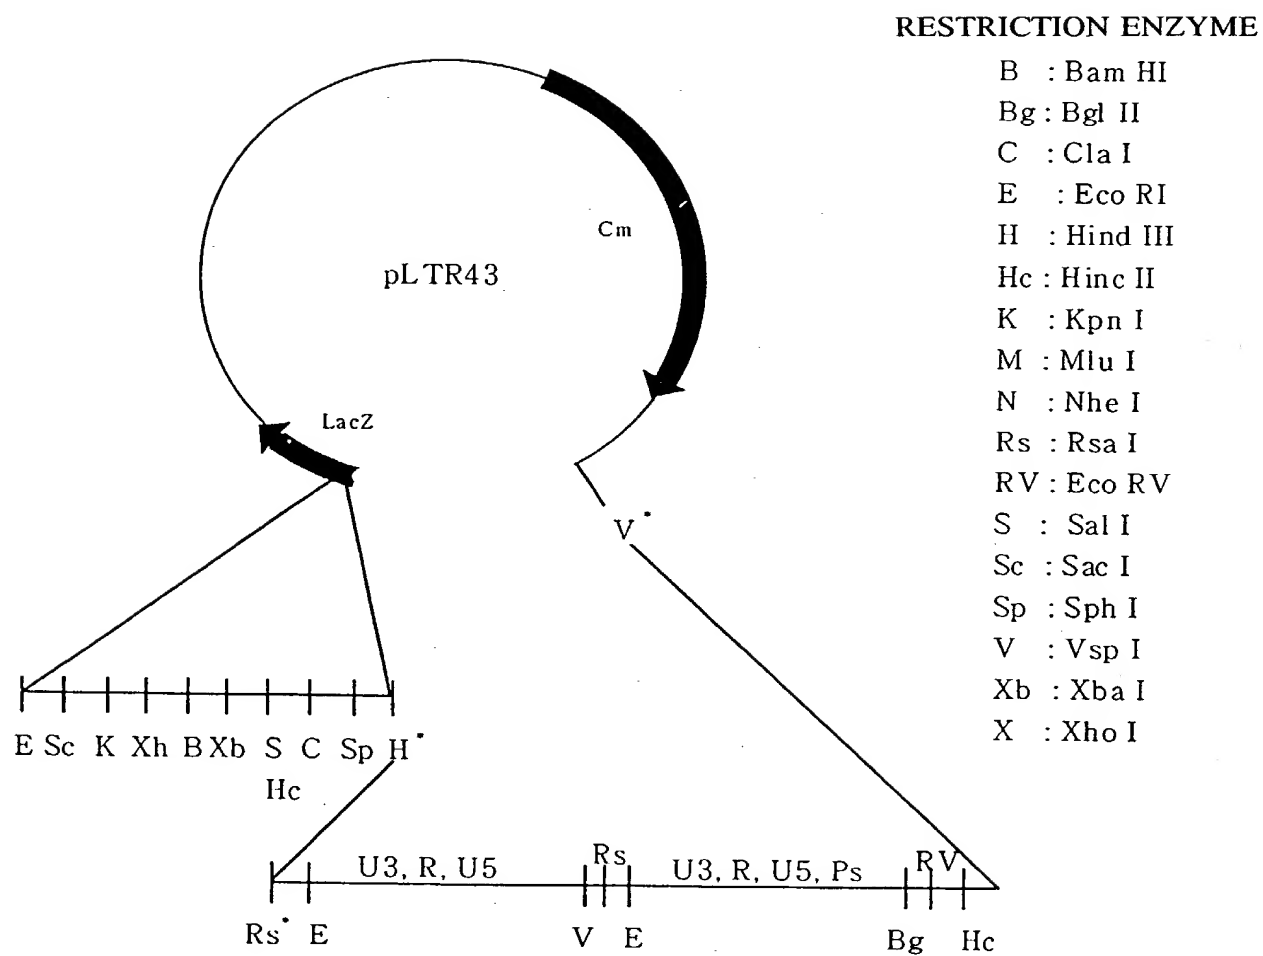 RESTRICTION ENZYME
B : Bam HI
Bg : Bgl II
C : Cla I
E : Eco RI
H : Hind III
Hc : Hinc II
K : Kpn I
M : Mlu I
N : Nhe I
Rs : Rsa I
RV : Eco RV
S : Sal I
Sc : Sac I
Sp : Sph I
V : Vsp I
Xb : Xba I
X : Xho I
Cm
pLTR43
LacZ
V*
E Sc K Xh B Xb S C Sp H*
Hc
U3, R, U5 Rs U3, R, U5, Ps RV
Rs* E V E Bg Hc